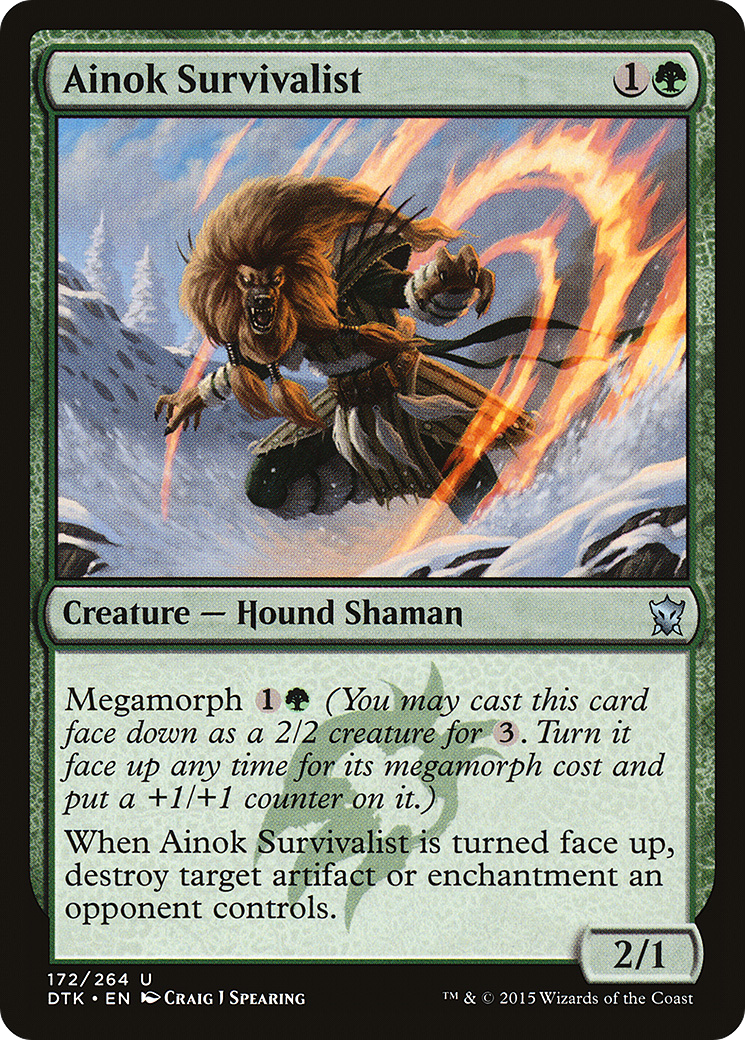 Ainok Survivalist 1
Creature — Hound Shaman
Megamorph 1 (You may cast this card
face down as a 2/2 creature for 3. Turn it
face up any time for its megamorph cost and
put a +1/+1 counter on it.)
When Ainok Survivalist is turned face up,
destroy target artifact or enchantment an
opponent controls.
2/1
172/264 U
DTK • EN Craig J Spearing
™ & © 2015 Wizards of the Coast